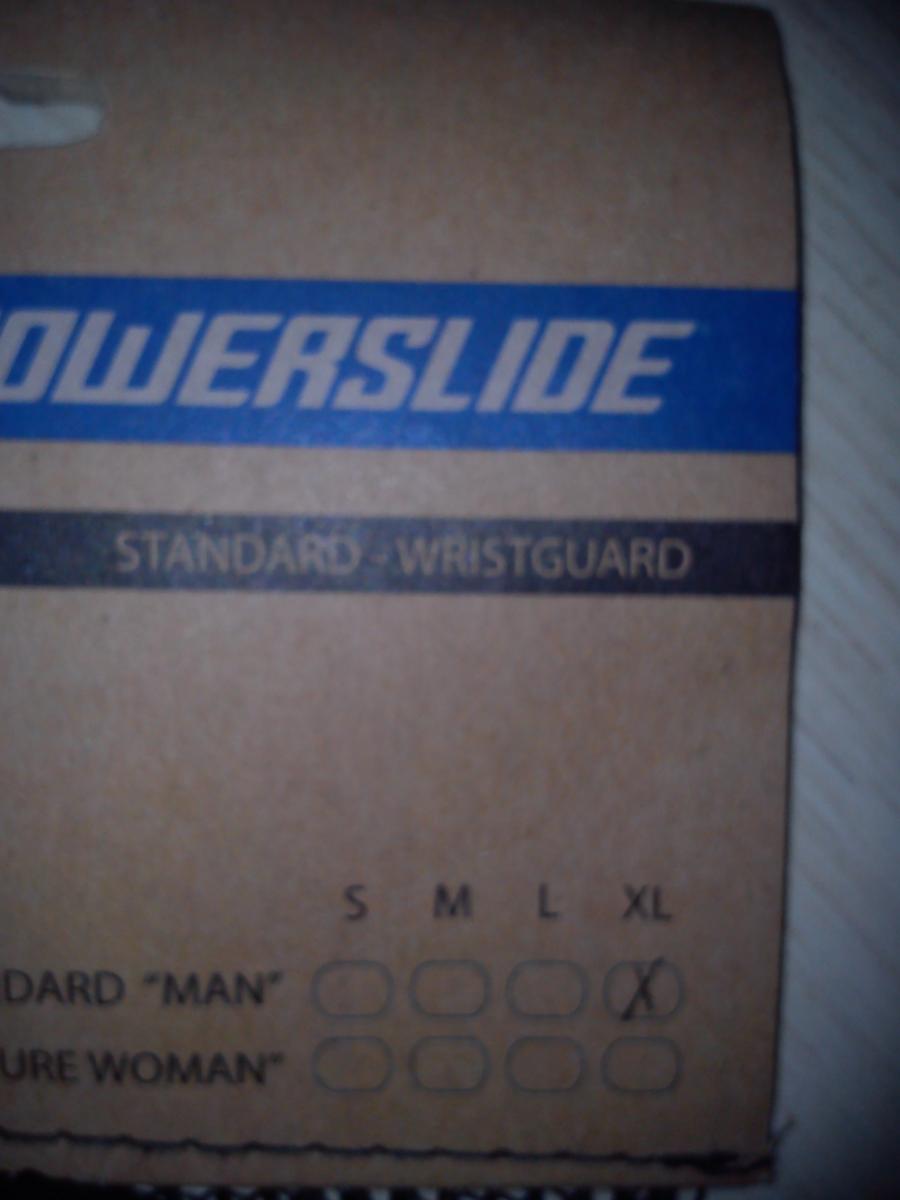 OWERSLIDE
STANDARD - WRISTGUARD
S M L XL
DARD "MAN" X
URE WOMAN"